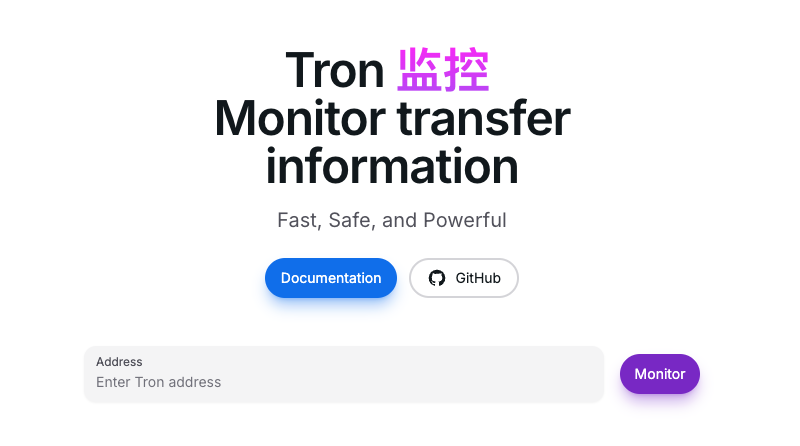 Tron 监控
Monitor transfer
information
Fast, Safe, and Powerful
Documentation
GitHub
Address
Enter Tron address
Monitor